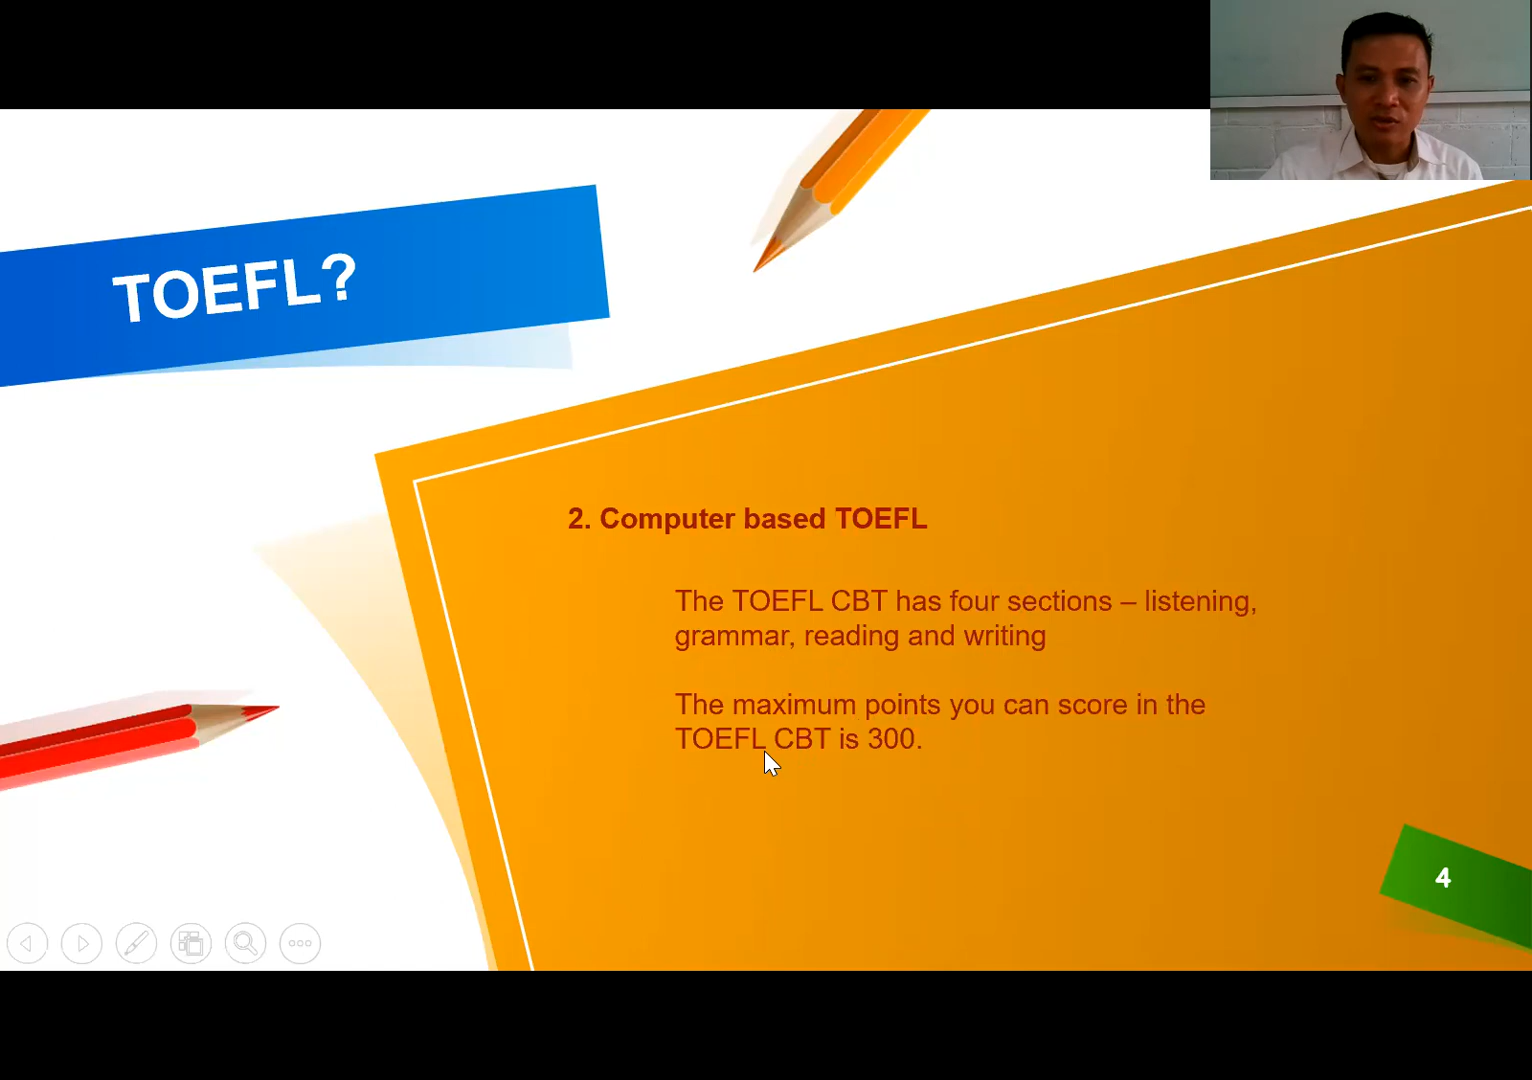 TOEFL?
2. Computer based TOEFL
The TOEFL CBT has four sections – listening,
grammar, reading and writing
The maximum points you can score in the
TOEFL CBT is 300.
4